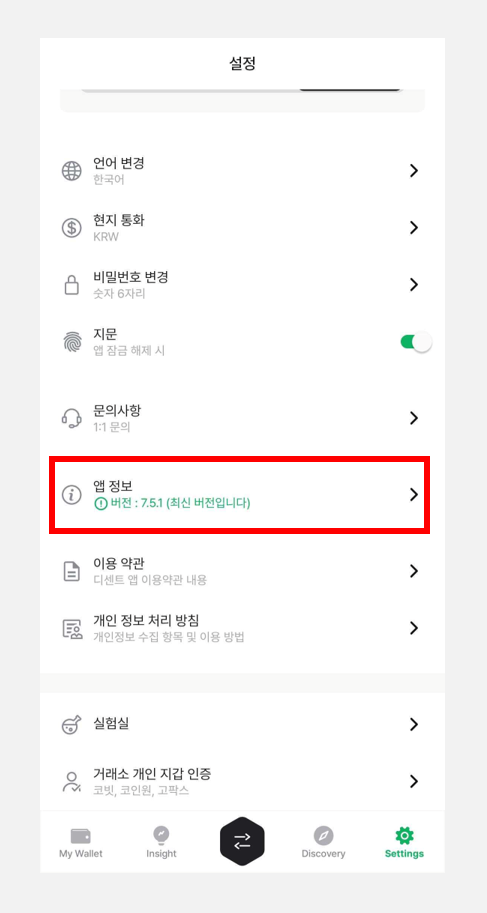 설정
언어 변경
한국어
현지 통화
KRW
비밀번호 변경
숫자 6자리
지문
앱 잠금 해제 시
문의사항
1:1 문의
앱 정보
버전 : 7.5.1 (최신 버전입니다)
이용 약관
디센트 앱 이용약관 내용
개인 정보 처리 방침
개인정보 수집 항목 및 이용 방법
실험실
거래소 개인 지갑 인증
코빗, 코인원, 고팍스
My Wallet
Insight
Discovery
Settings